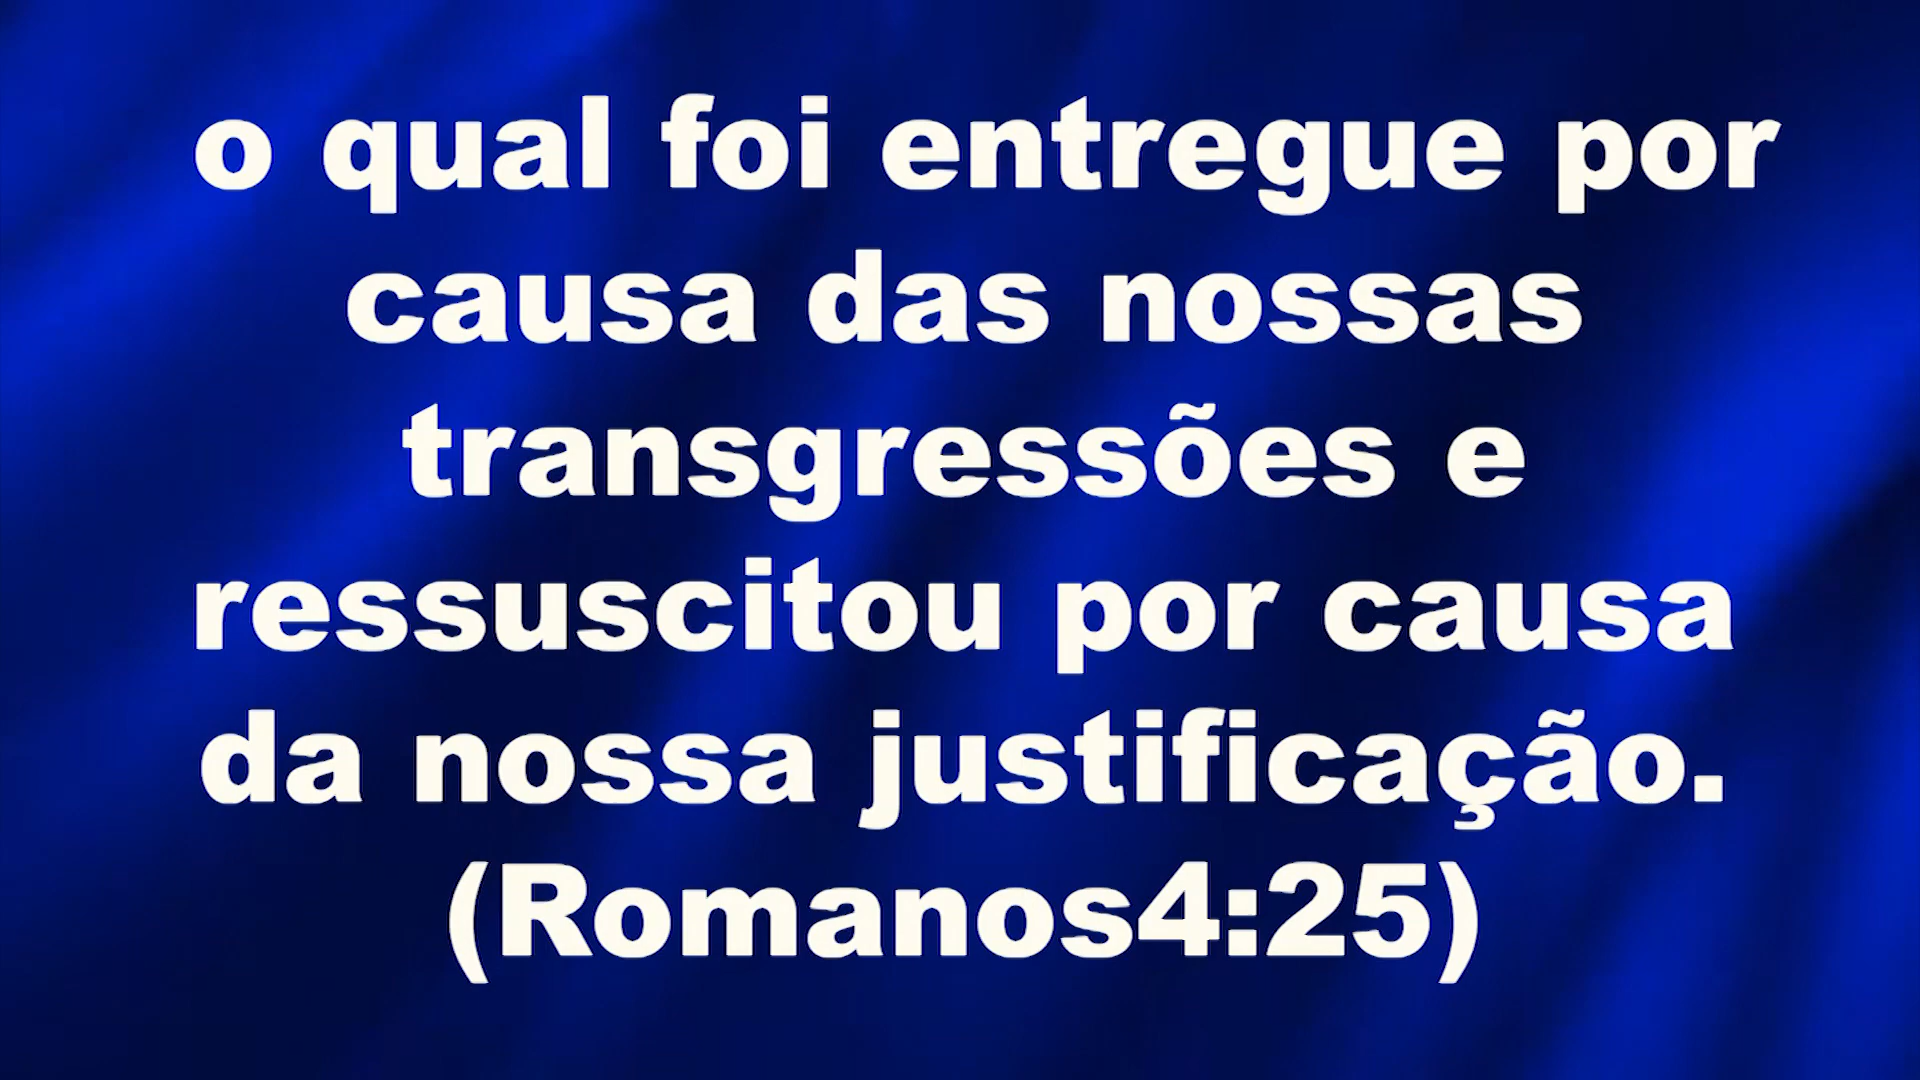 o qual foi entregue por
causa das nossas
transgressões e
ressuscitou por causa
da nossa justificação.
(Romanos4:25)